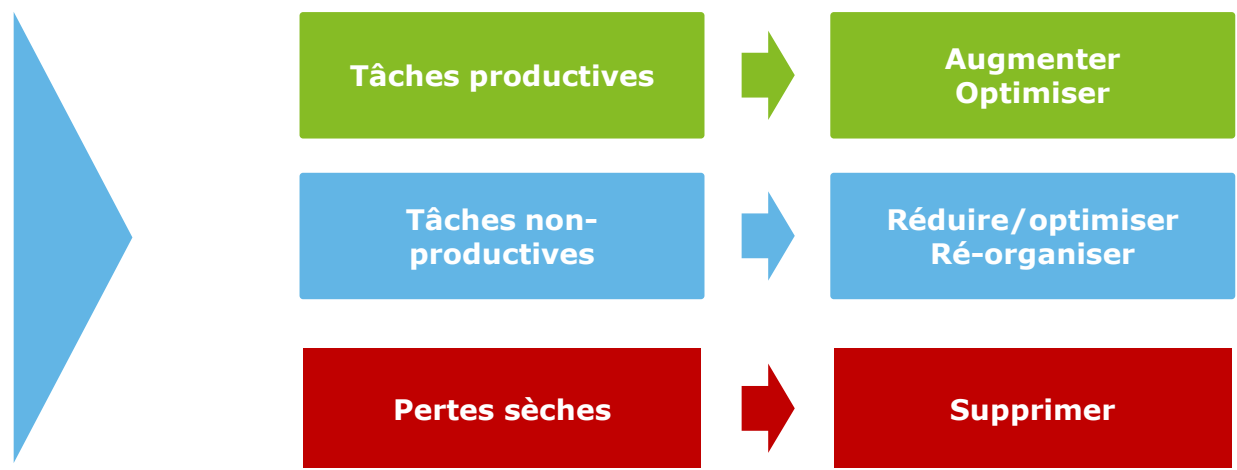 Tâches productives
Augmenter
Optimiser
Tâches non-
productives
Réduire/optimiser
Ré-organiser
Pertes sèches
Supprimer